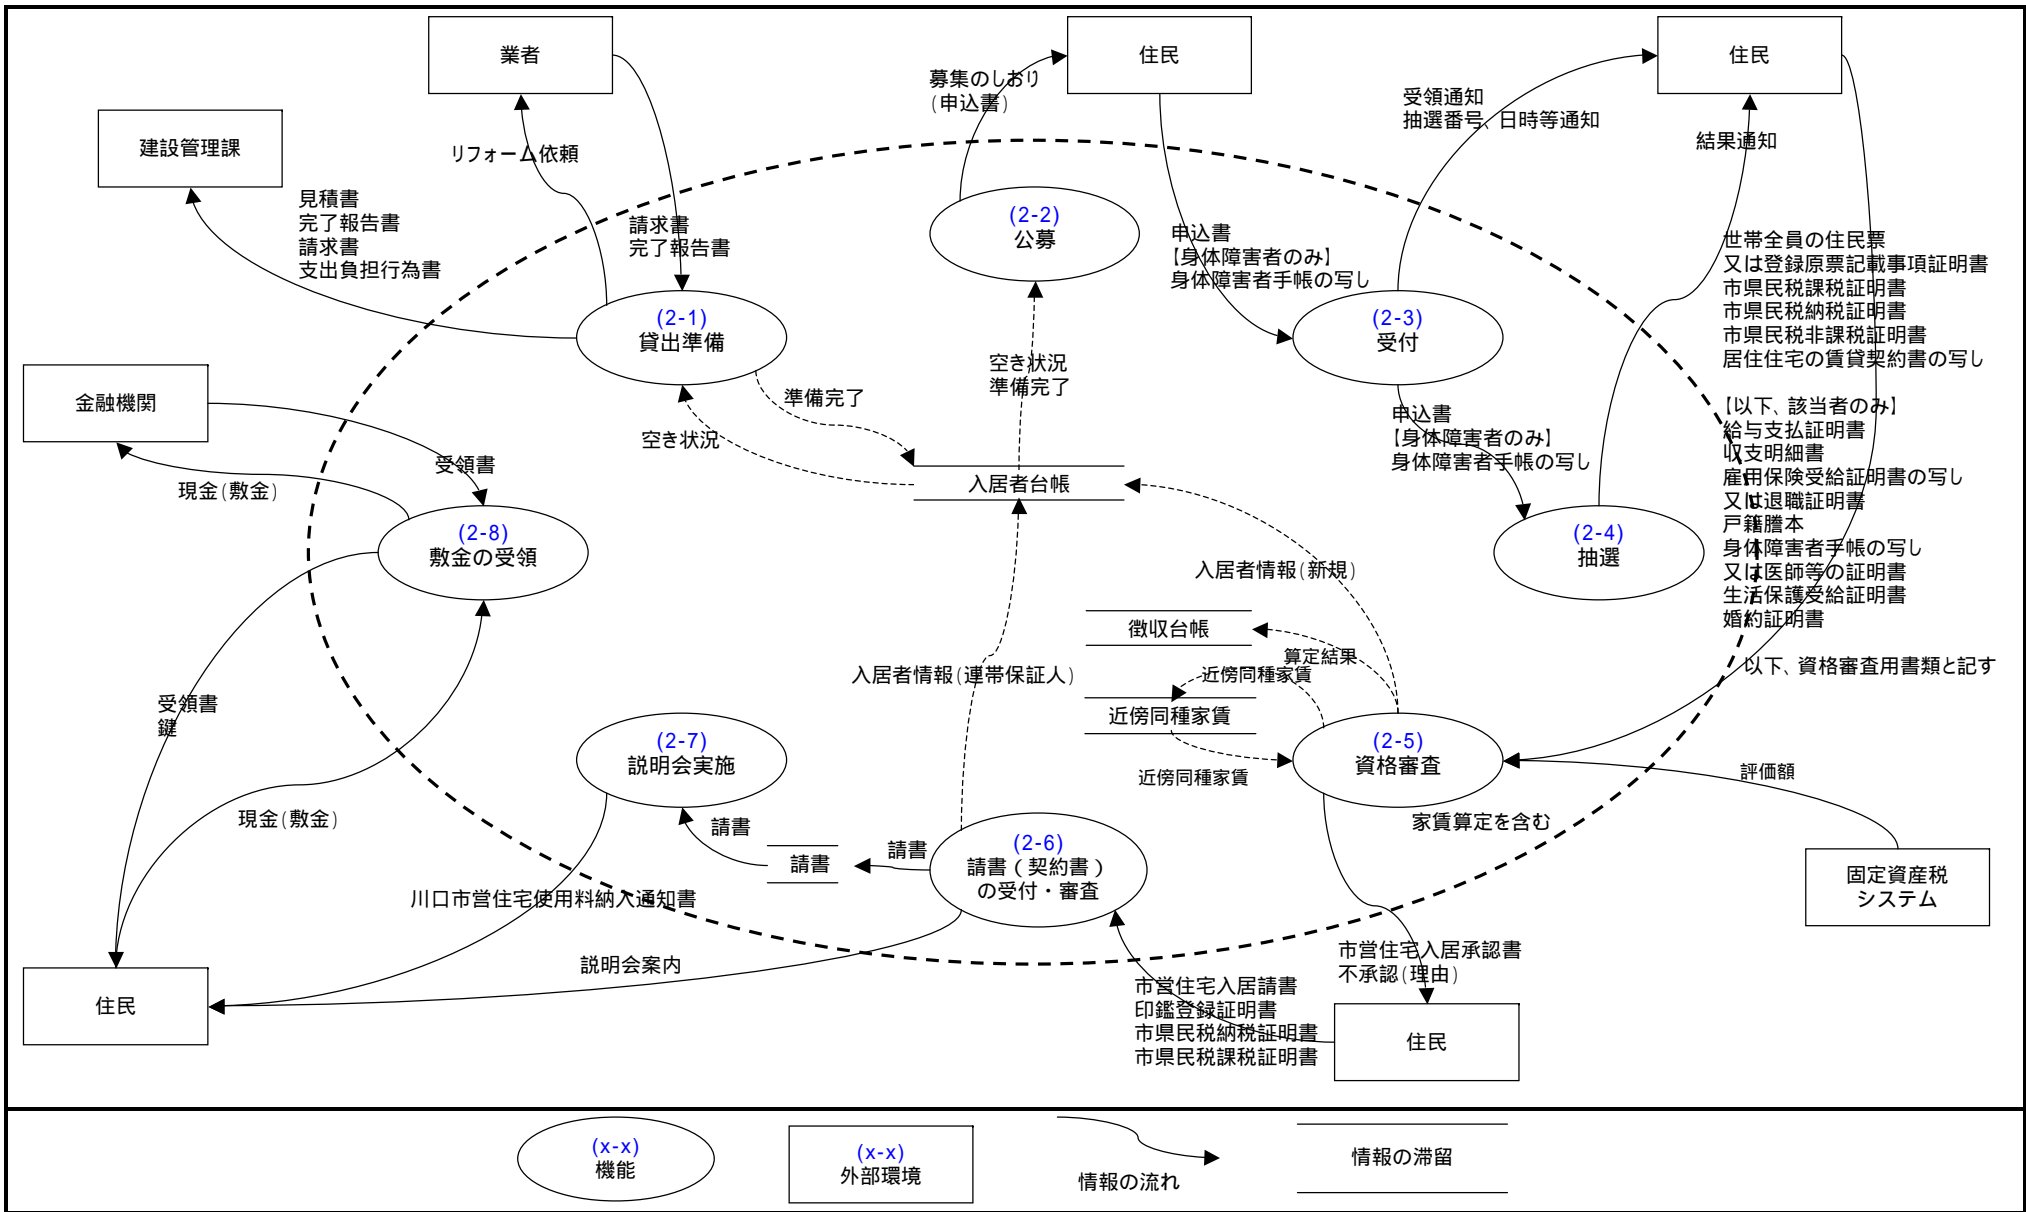 業者
住民
住民
募集のしおり
(申込書)
受領通知
抽選番号、日時等通知
建設管理課
リフォーム依頼
結果通知
見積書
完了報告書
請求書
支出負担行為書
請求書
完了報告書
(2-2)
公募
申込書
【身体障害者のみ】
身体障害者手帳の写し
世帯全員の住民票
又は登録原票記載事項証明書
市県民税課税証明書
市県民税納税証明書
市県民税非課税証明書
居住住宅の賃貸契約書の写し
(2-1)
貸出準備
(2-3)
受付
空き状況
準備完了
金融機関
準備完了
空き状況
申込書
【身体障害者のみ】
身体障害者手帳の写し
【以下、該当者のみ】
給与支払証明書
収支明細書
雇用保険受給証明書の写し
又は退職証明書
戸籍謄本
身体障害者手帳の写し
又は医師等の証明書
生活保護受給証明書
婚約証明書
受領書
現金(敷金)
入居者台帳
(2-8)
敷金の受領
(2-4)
抽選
入居者情報(新規)
徴収台帳
算定結果
近傍同種家賃
以下、資格審査用書類と記す
入居者情報(連帯保証人)
受領書
鍵
近傍同種家賃
(2-7)
説明会実施
(2-5)
資格審査
近傍同種家賃
評価額
現金(敷金)
請書
家賃算定を含む
請書
請書
(2-6)
請書(契約書)
の受付・審査
固定資産税
システム
川口市営住宅使用料納入通知書
説明会案内
市営住宅入居承認書
不承認(理由)
住民
市営住宅入居請書
印鑑登録証明書
市県民税納税証明書
市県民税課税証明書
住民
(x-x)
機能
(x-x)
外部環境
情報の流れ
情報の滞留